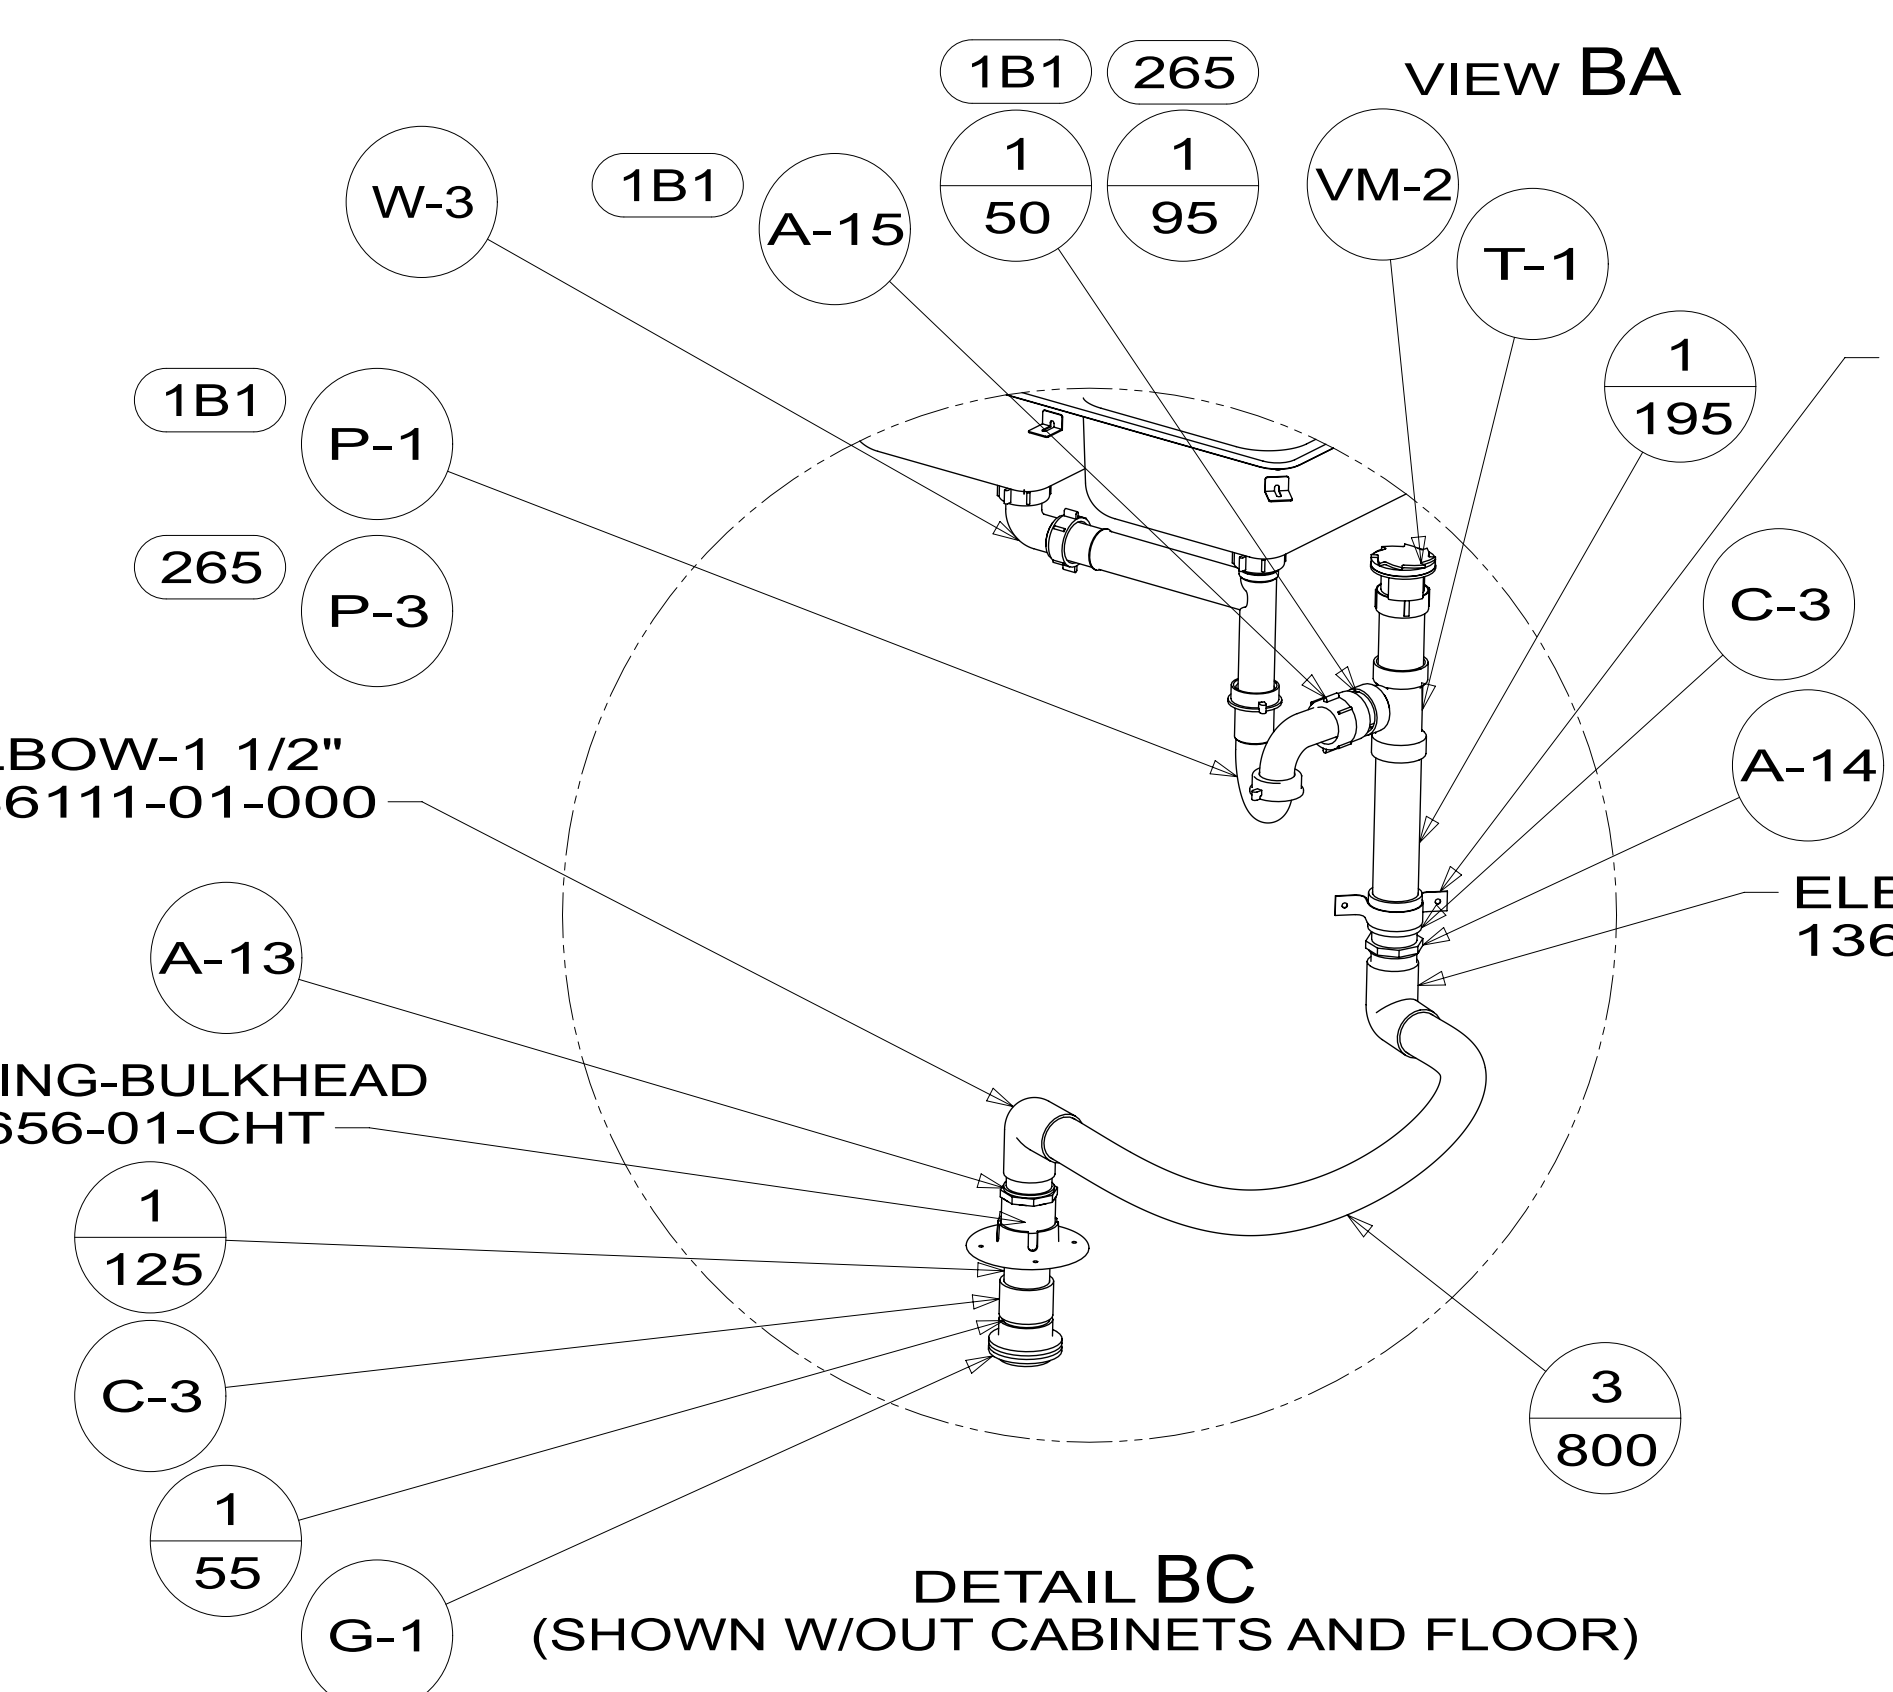 1B1
265
VIEW BA
1
50
1
95
VM-2
W-3
1B1
A-15
T-1
1
195
1B1
P-1
265
P-3
C-3
LBOW-1 1/2"
6111-01-000
A-14
ELE
136
A-13
ING-BULKHEAD
656-01-CHT
1
125
C-3
3
800
1
55
G-1
DETAIL BC
(SHOWN W/OUT CABINETS AND FLOOR)